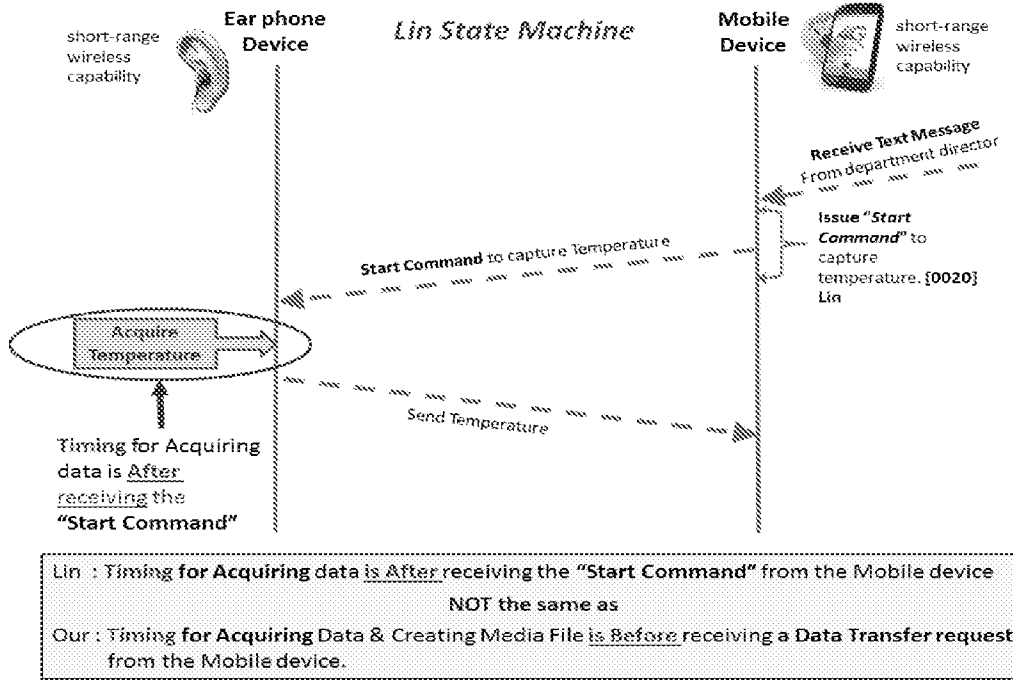 Lin State Machine
short-range
wireless
capability
Ear phone
Device
Mobile
Device
short-range
wireless
capability
Receive Text Message
From department director
Issue "Start
Command" to
capture
temperature. [0020]
Lin
Start Command to capture Temperature
Acquire
Temperature
Send Temperature
Timing for Acquiring
data is After
receiving the
"Start Command"
Lin : Timing for Acquiring data is After receiving the "Start Command" from the Mobile device
NOT the same as
Our : Timing for Acquiring Data & Creating Media File is Before receiving a Data Transfer request
from the Mobile device.